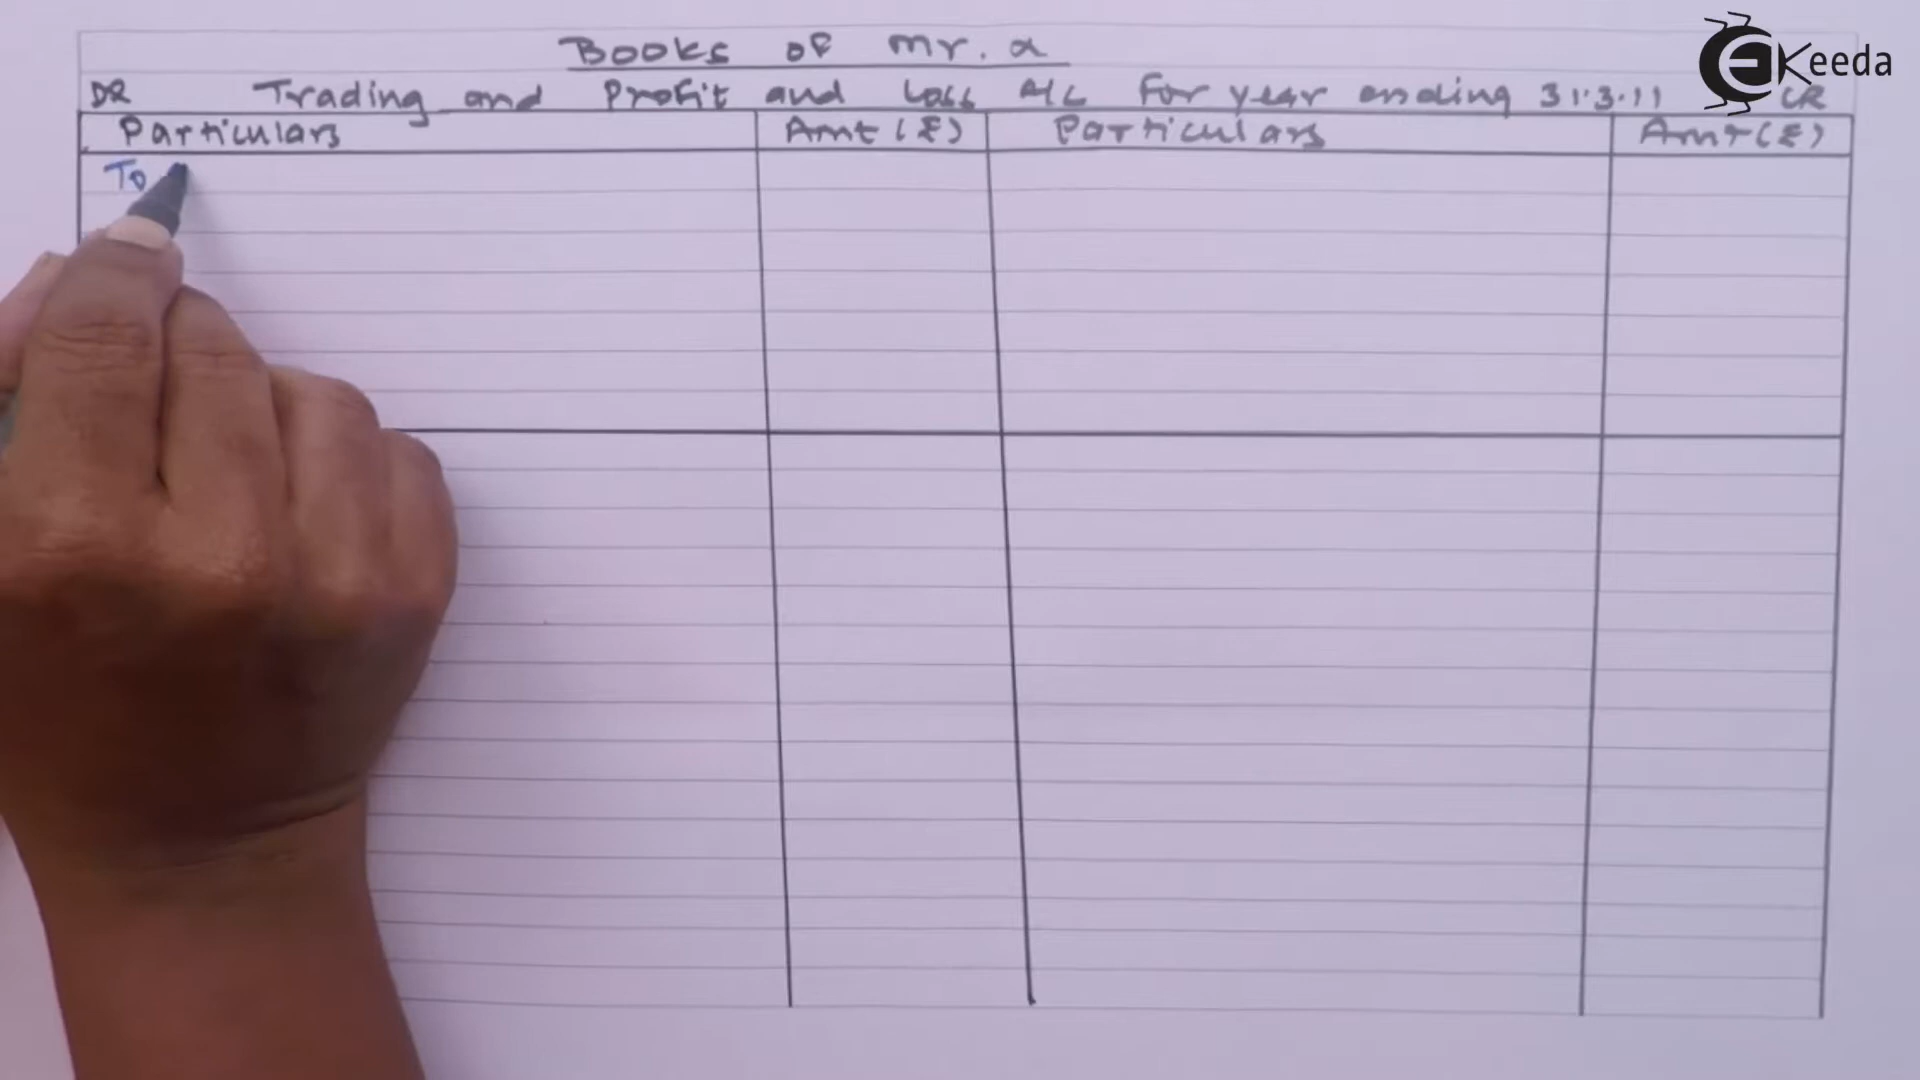 Books of Mr. X
Keeda
DR Trading and Profit and Loss A/c for year ending 31.3.11 CR
Particulars Amt (₹) Particulars Amt (₹)
To